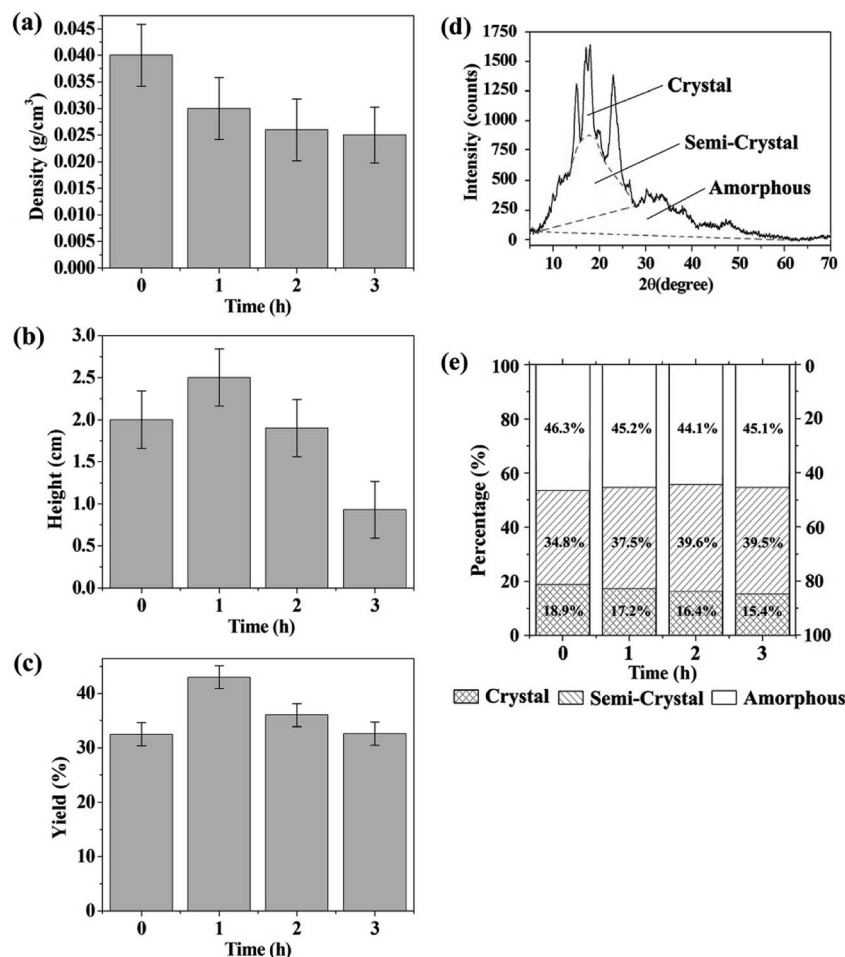 (a)
0.045
0.040
0.035
0.030
0.025
0.020
0.015
0.010
0.005
0.000
Density (g/cm³)
0 1 2 3
Time (h)
(b)
3.0
2.5
2.0
1.5
1.0
0.5
0.0
Height (cm)
0 1 2 3
Time (h)
(c)
40
30
20
10
0
Yield (%)
0 1 2 3
Time (h)
(d)
1750
1500
1250
1000
750
500
250
0
Intensity (counts)
Crystal
Semi-Crystal
Amorphous
10 20 30 40 50 60 70
2θ(degree)
(e)
100
80
60
40
20
0
Percentage (%)
46.3% 45.2% 44.1% 45.1%
34.8% 37.5% 39.6% 39.5%
18.9% 17.2% 16.4% 15.4%
0
20
40
60
80
100
0 1 2 3
Time (h)
Crystal Semi-Crystal Amorphous